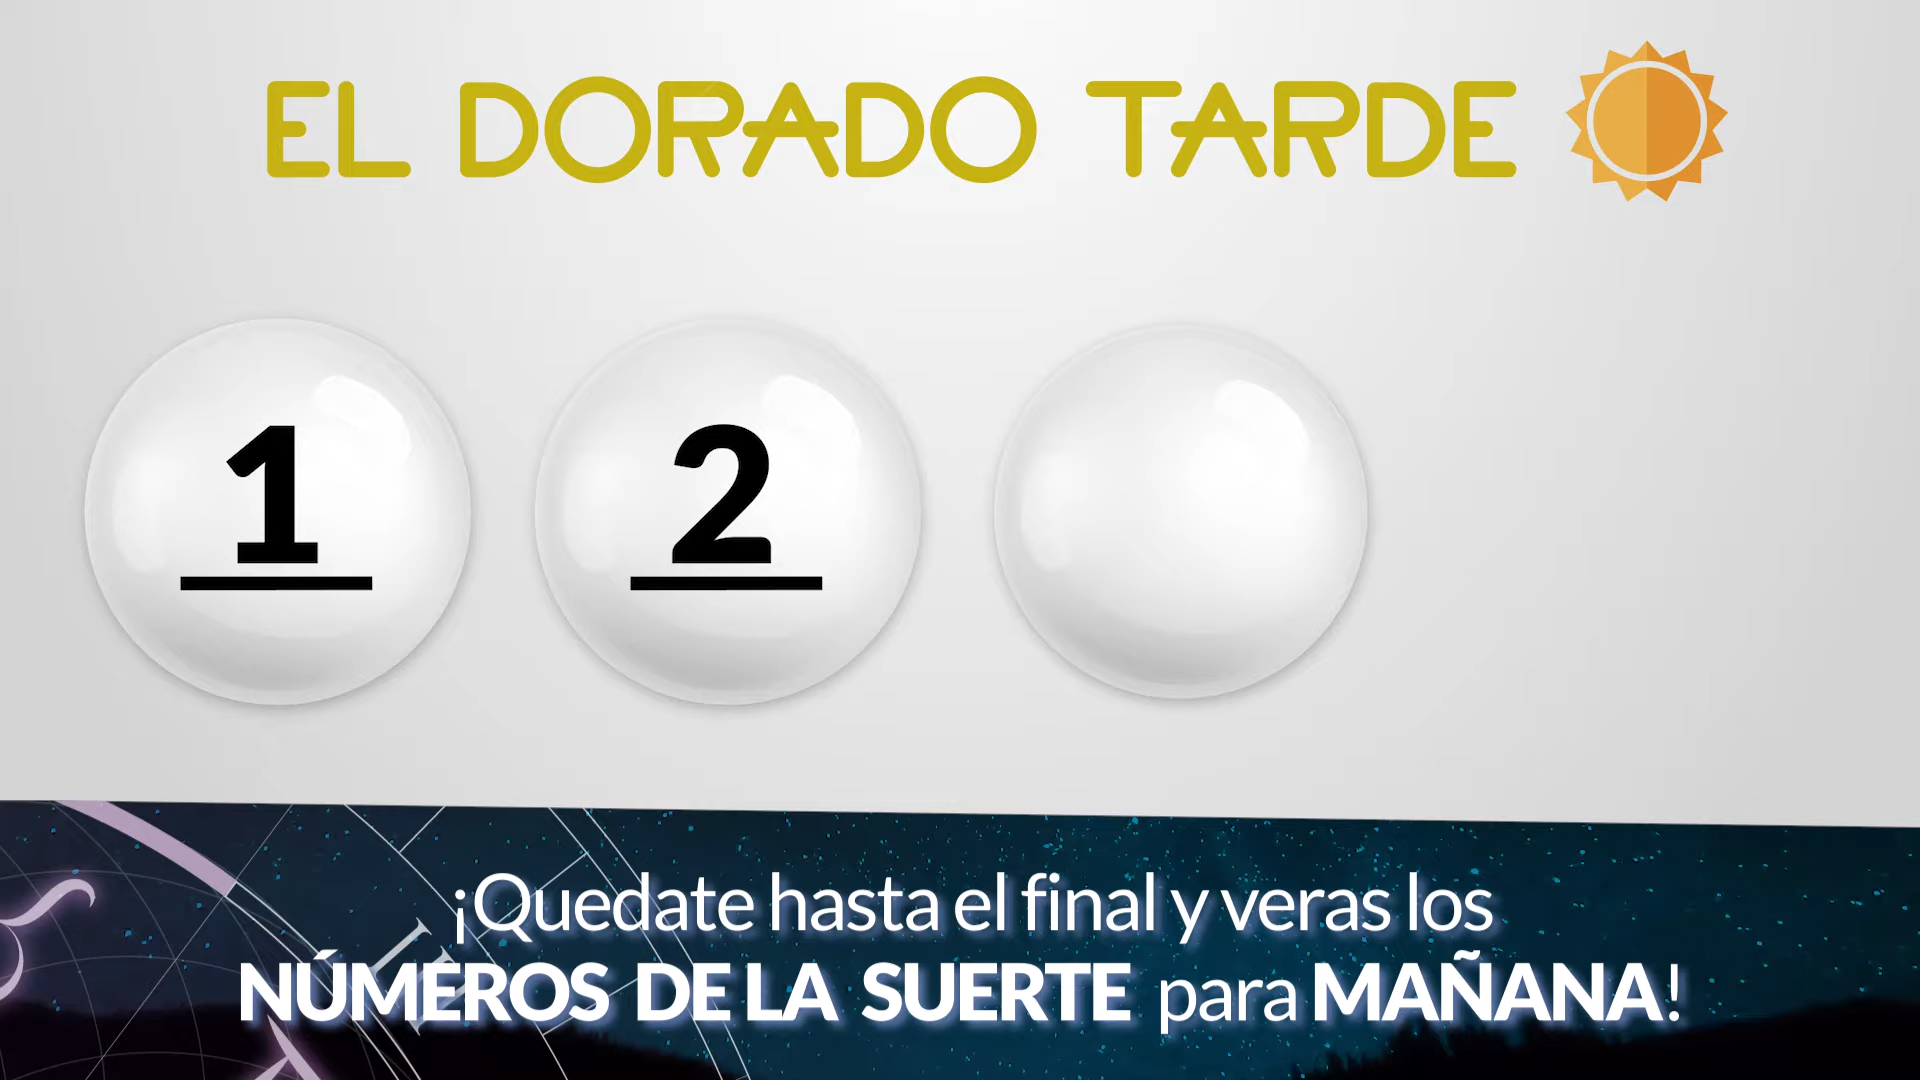 EL DORADO TARDE
1 2
¡Quedate hasta el final y veras los
NÚMEROS DE LA SUERTE para MAÑANA!